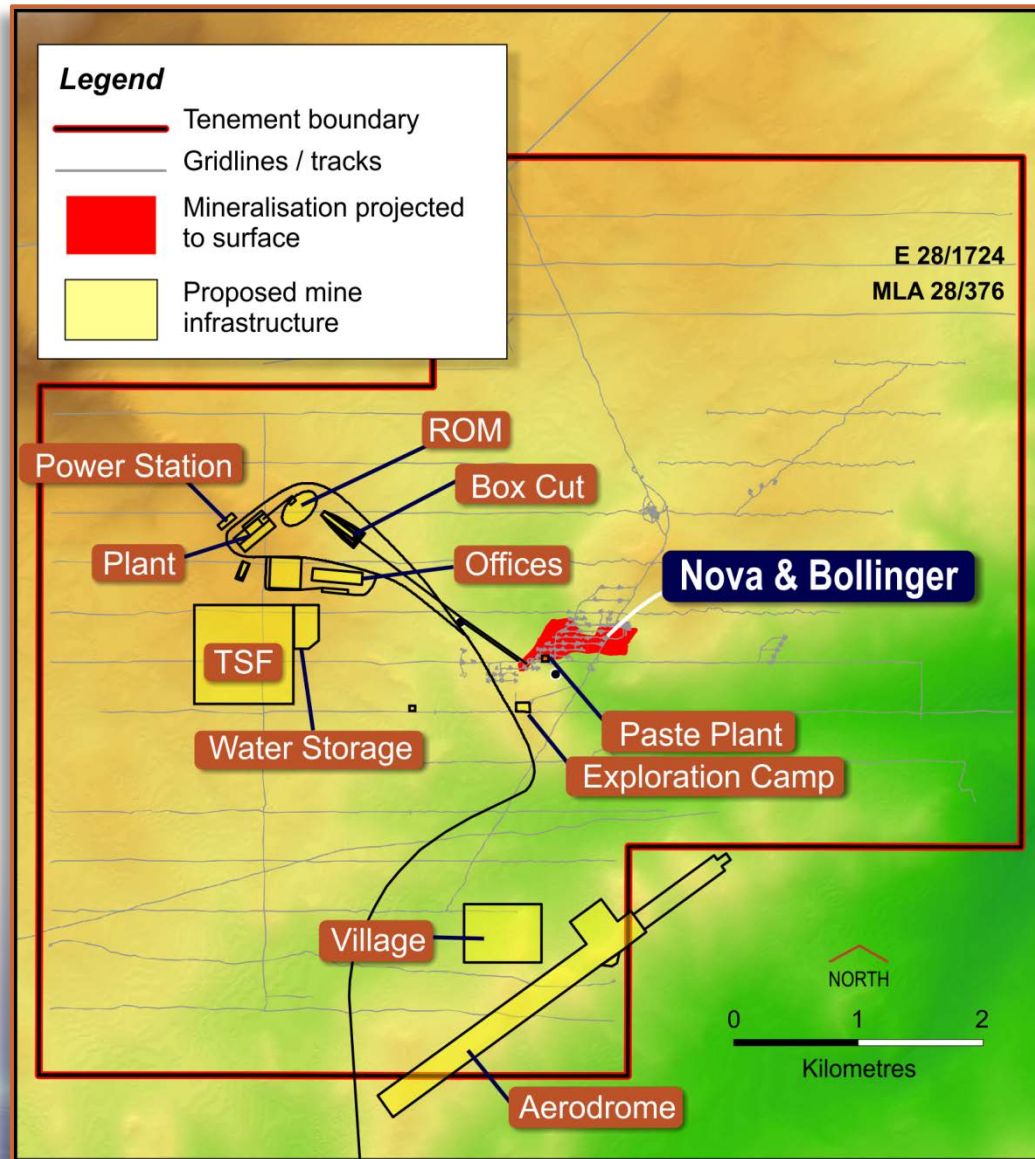 Legend
Tenement boundary
Gridlines / tracks
Mineralisation projected
to surface
Proposed mine
infrastructure
E 28/1724
MLA 28/376
ROM
Power Station
Box Cut
Plant
Offices
Nova & Bollinger
TSF
Water Storage
Paste Plant
Exploration Camp
Village
NORTH
0 1 2
Kilometres
Aerodrome